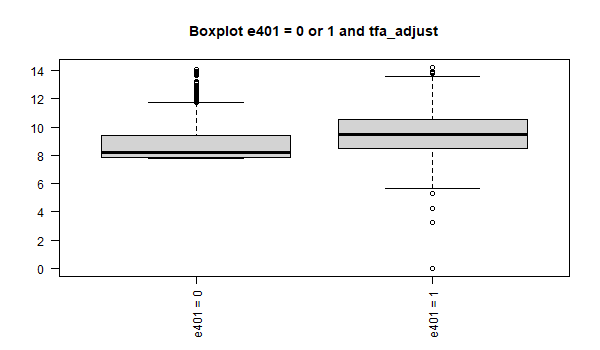 Boxplot e401 = 0 or 1 and tfa_adjust
14
12
10
8
6
4
2
0
e401 = 0
e401 = 1